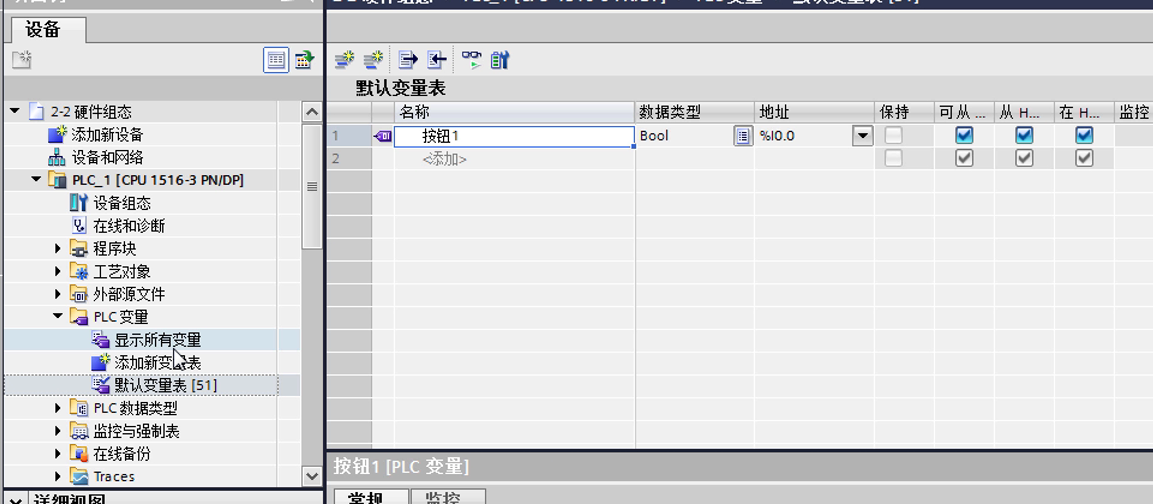 设备
2-2 硬件组态
添加新设备
设备和网络
PLC_1 [CPU 1516-3 PN/DP]
设备组态
在线和诊断
程序块
工艺对象
外部源文件
PLC 变量
显示所有变量
添加新变量表
默认变量表 [51]
PLC 数据类型
监控与强制表
在线备份
Traces
详细视图
默认变量表
名称 数据类型 地址 保持 可从 ... 从 H... 在 H... 监控
1 按钮1 Bool %I0.0
2 <添加>
按钮1 [PLC 变量]
常规 监控